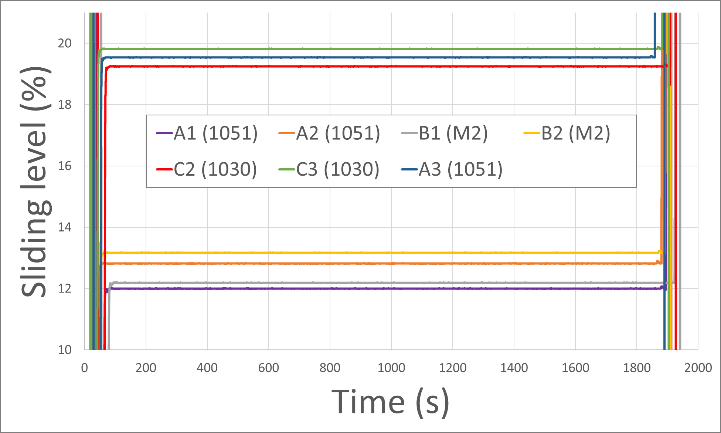 Sliding level (%)
20
18
16
14
12
10
A1 (1051) A2 (1051) B1 (M2) B2 (M2)
C2 (1030) C3 (1030) A3 (1051)
0 200 400 600 800 1000 1200 1400 1600 1800 2000
Time (s)